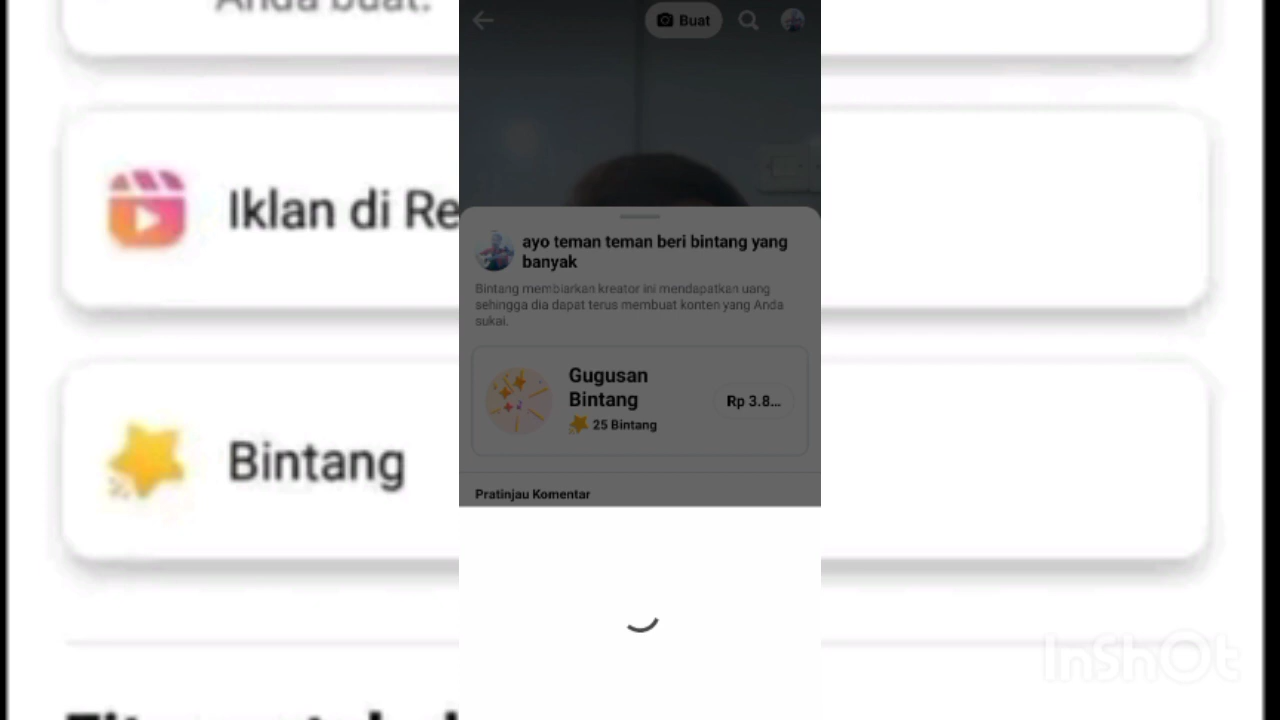 Anda buat.
Iklan di Re
Bintang
Buat
ayo teman teman beri bintang yang
banyak
Bintang membiarkan kreator ini mendapatkan uang
sehingga dia dapat terus membuat konten yang Anda
sukai.
Gugusan
Bintang
Rp 3.8...
25 Bintang
Pratinjau Komentar
InShOt